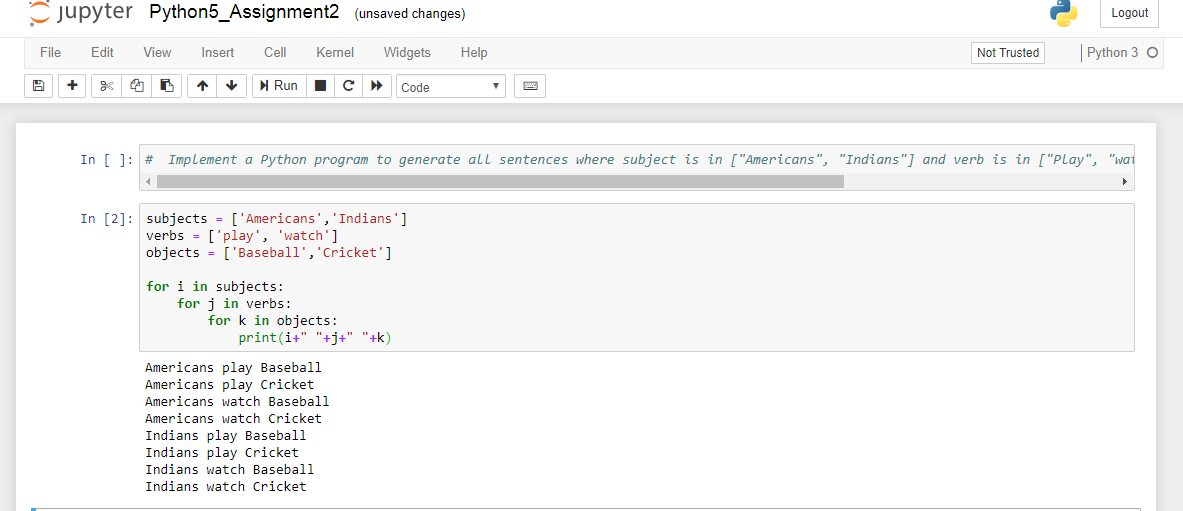 jupyter Python5_Assignment2 (unsaved changes) Logout
File Edit View Insert Cell Kernel Widgets Help Not Trusted Python 3
Run Code
In [ ]: # Implement a Python program to generate all sentences where subject is in ["Americans", "Indians"] and verb is in ["Play", "wat
In [2]: subjects = ['Americans','Indians']
verbs = ['play', 'watch']
objects = ['Baseball','Cricket']
for i in subjects:
for j in verbs:
for k in objects:
print(i+" "+j+" "+k)
Americans play Baseball
Americans play Cricket
Americans watch Baseball
Americans watch Cricket
Indians play Baseball
Indians play Cricket
Indians watch Baseball
Indians watch Cricket